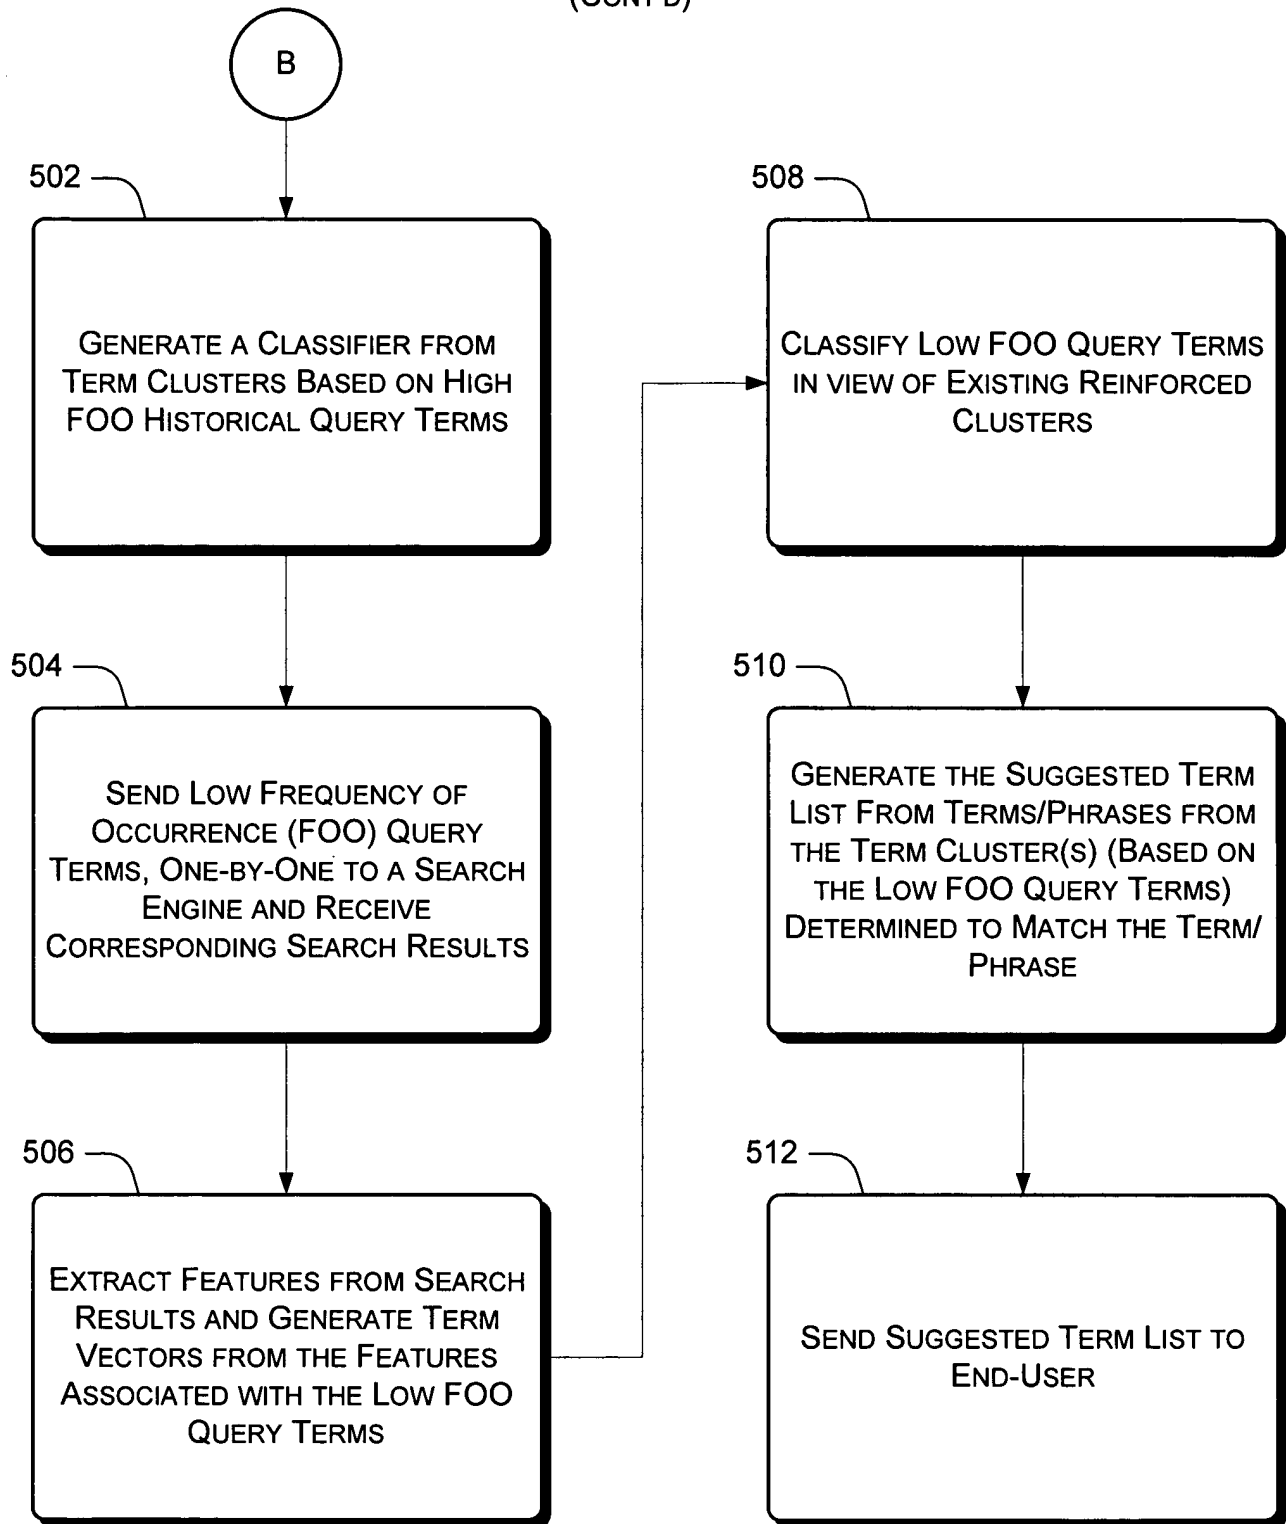 (CONT'D)
B
502
GENERATE A CLASSIFIER FROM
TERM CLUSTERS BASED ON HIGH
FOO HISTORICAL QUERY TERMS
504
SEND LOW FREQUENCY OF
OCCURRENCE (FOO) QUERY
TERMS, ONE-BY-ONE TO A SEARCH
ENGINE AND RECEIVE
CORRESPONDING SEARCH RESULTS
506
EXTRACT FEATURES FROM SEARCH
RESULTS AND GENERATE TERM
VECTORS FROM THE FEATURES
ASSOCIATED WITH THE LOW FOO
QUERY TERMS
508
CLASSIFY LOW FOO QUERY TERMS
IN VIEW OF EXISTING REINFORCED
CLUSTERS
510
GENERATE THE SUGGESTED TERM
LIST FROM TERMS/PHRASES FROM
THE TERM CLUSTER(S) (BASED ON
THE LOW FOO QUERY TERMS)
DETERMINED TO MATCH THE TERM/
PHRASE
512
SEND SUGGESTED TERM LIST TO
END-USER